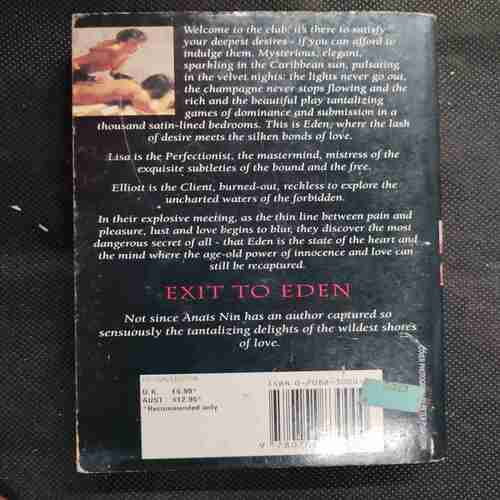 Welcome to the club: it's there to satisfy
your deepest desires - if you can afford to
indulge them. Mysterious, elegant,
sparkling in the Caribbean sun, pulsating
in the velvet nights: the lights never go out,
the champagne never stops flowing and the
rich and the beautiful play tantalizing
games of dominance and submission in a
thousand satin-lined bedrooms. This is Eden, where the lash
of desire meets the silken bonds of love.
Lisa is the Perfectionist, the mastermind, mistress of the
exquisite subtleties of the bound and the free.
Elliott is the Client, burned-out, reckless to explore the
uncharted waters of the forbidden.
In their explosive meeting, as the thin line between pain and
pleasure, lust and love begins to blur, they discover the most
dangerous secret of all - that Eden is the state of the heart and
the mind where the age-old power of innocence and love can
still be recaptured.
EXIT TO EDEN
Not since Anaïs Nin has an author captured so
sensuously the tantalizing delights of the wildest shores
of love.
U.K. £4.99*
AUST $12.95*
*Recommended only
ISBN 0-7088-